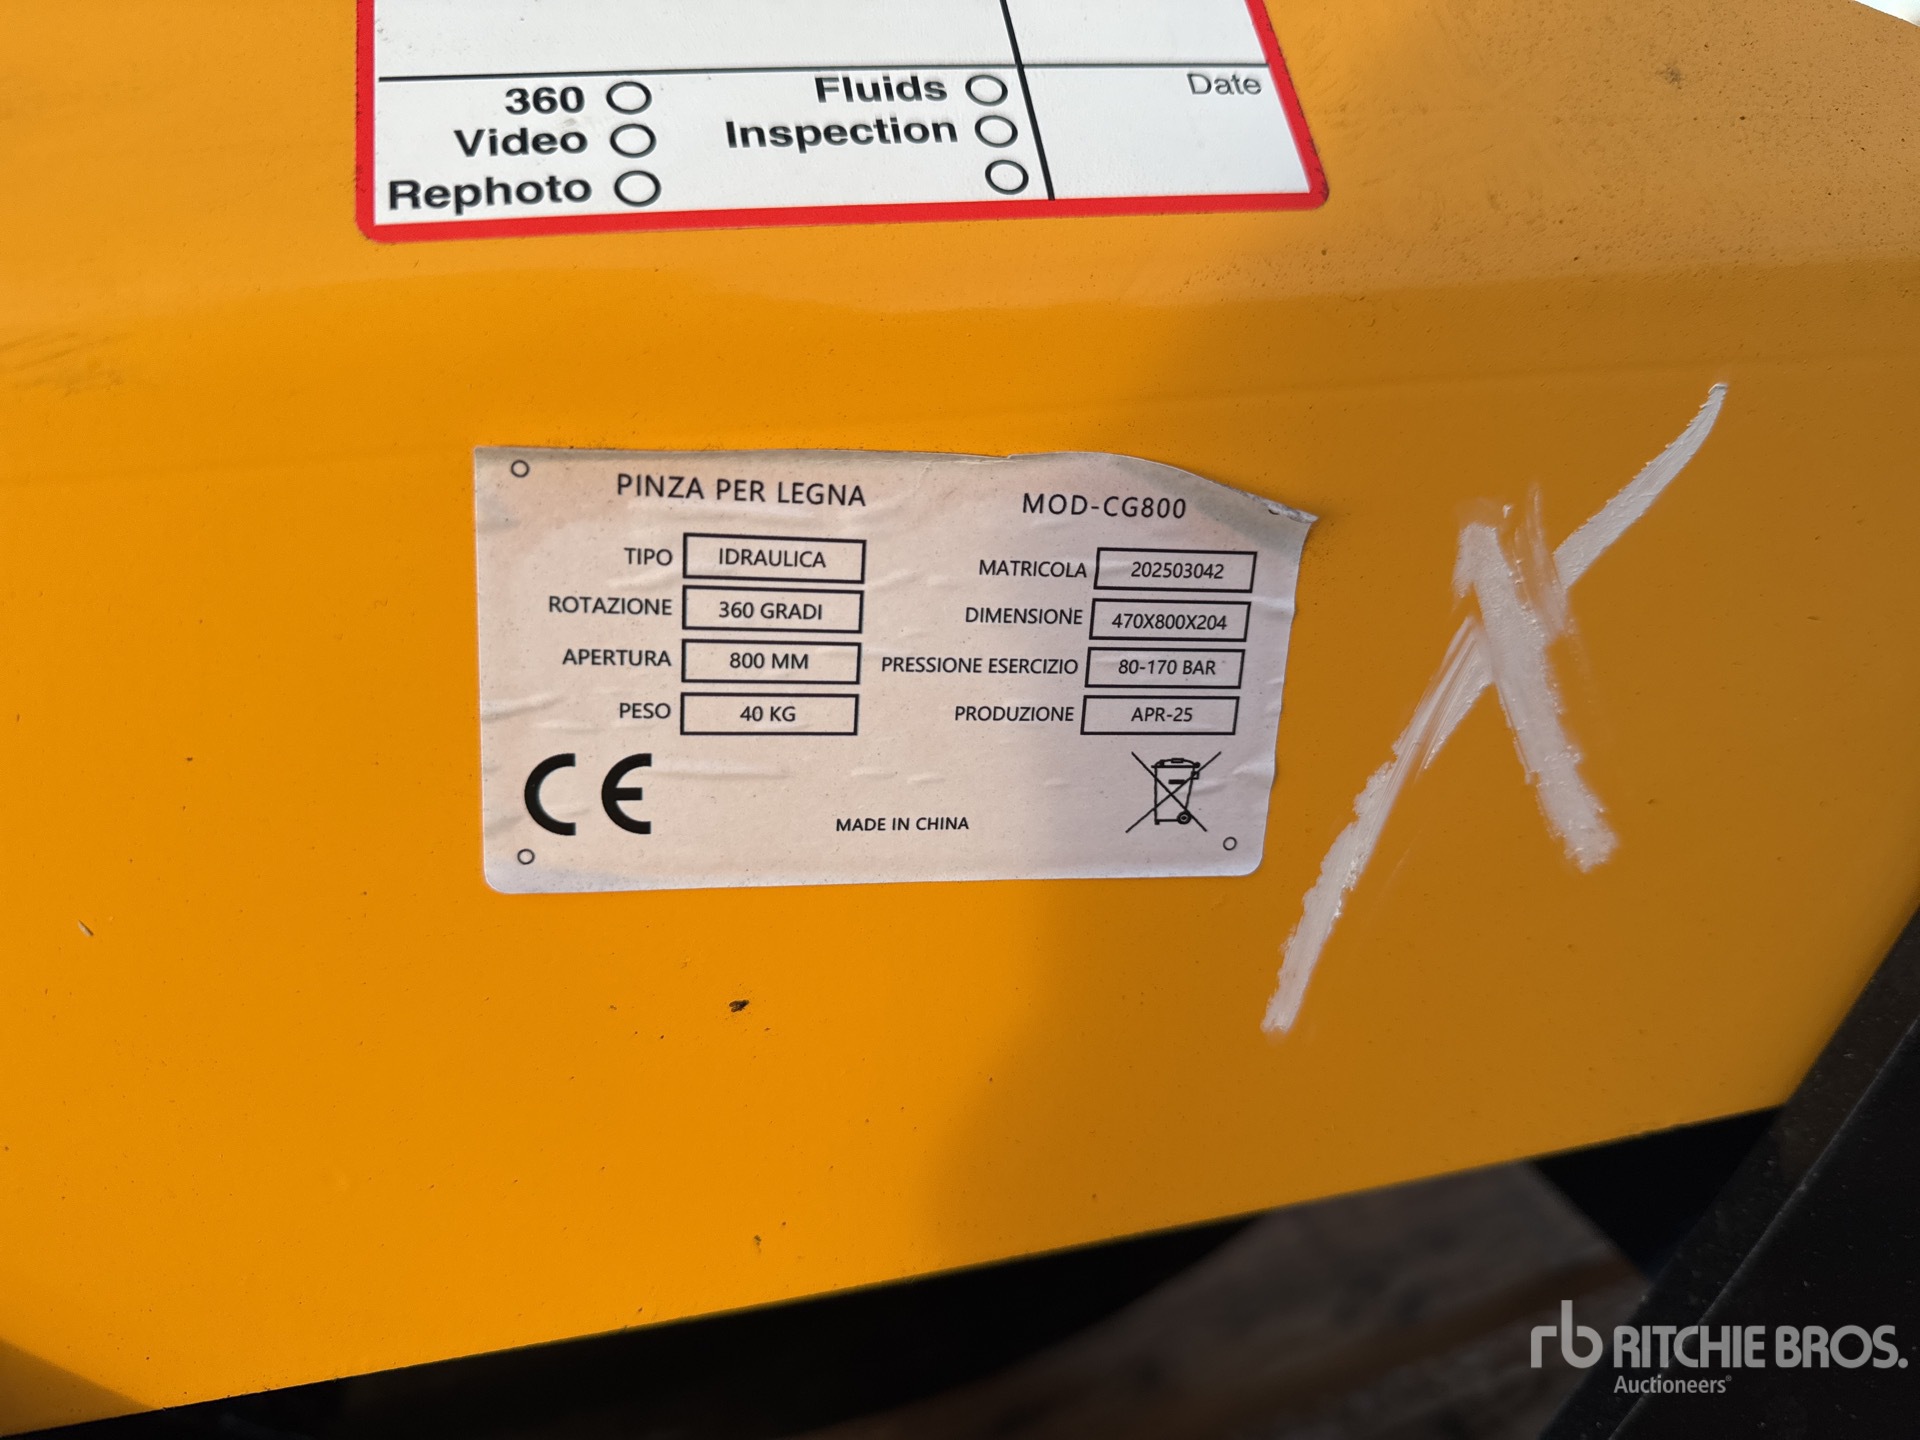 360 Fluids Date
Video Inspection
Rephoto
PINZA PER LEGNA MOD-CG800
TIPO IDRAULICA MATRICOLA 202503042
ROTAZIONE 360 GRADI DIMENSIONE 470X800X204
APERTURA 800 MM PRESSIONE ESERCIZIO 80-170 BAR
PESO 40 KG PRODUZIONE APR-25
CE MADE IN CHINA
X
rb RITCHIE BROS.
Auctioneers®